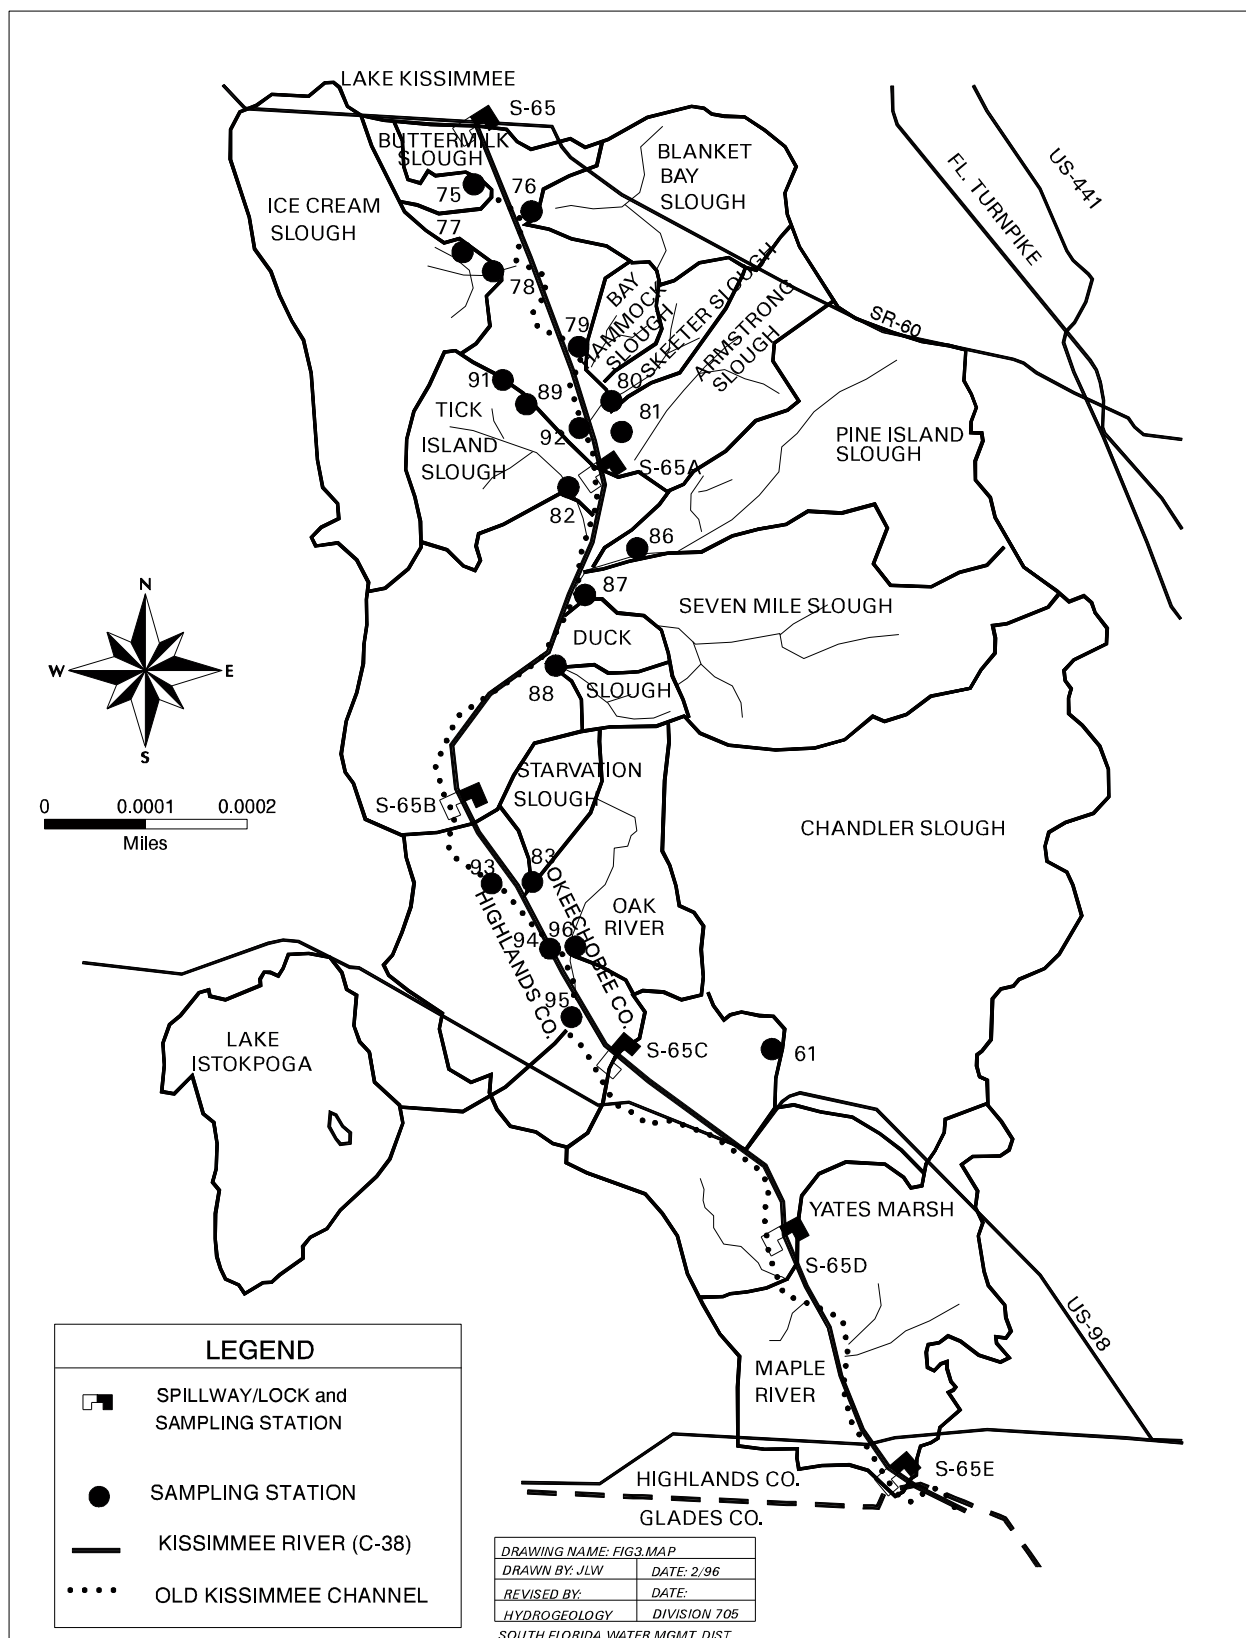 LAKE KISSIMMEE
S-65
BUTTERMILK
SLOUGH
BLANKET
BAY
SLOUGH
US-441
FL. TURNPIKE
75
76
ICE CREAM
SLOUGH
77
78
BAY
HAMMOCK
SLOUGH
SKEETER SLOUGH
ARMSTRONG
SLOUGH
SR-60
79
80
81
91
89
92
TICK
ISLAND
SLOUGH
PINE ISLAND
SLOUGH
S-65A
82
86
87
SEVEN MILE SLOUGH
DUCK
SLOUGH
88
N
W
E
S
0
0.0001
0.0002
Miles
STARVATION
SLOUGH
S-65B
CHANDLER SLOUGH
93
83
HIGHLANDS CO.
OKEECHOBEE CO.
OAK
RIVER
94
96
95
LAKE
ISTOKPOGA
S-65C
61
YATES MARSH
S-65D
US-98
MAPLE
RIVER
S-65E
HIGHLANDS CO.
GLADES CO.
LEGEND
SPILLWAY/LOCK and
SAMPLING STATION
SAMPLING STATION
KISSIMMEE RIVER (C-38)
OLD KISSIMMEE CHANNEL
DRAWING NAME: FIG3.MAP
DRAWN BY: JLW
DATE: 2/96
REVISED BY:
DATE:
HYDROGEOLOGY
DIVISION 705
SOUTH FLORIDA WATER MGMT. DIST.